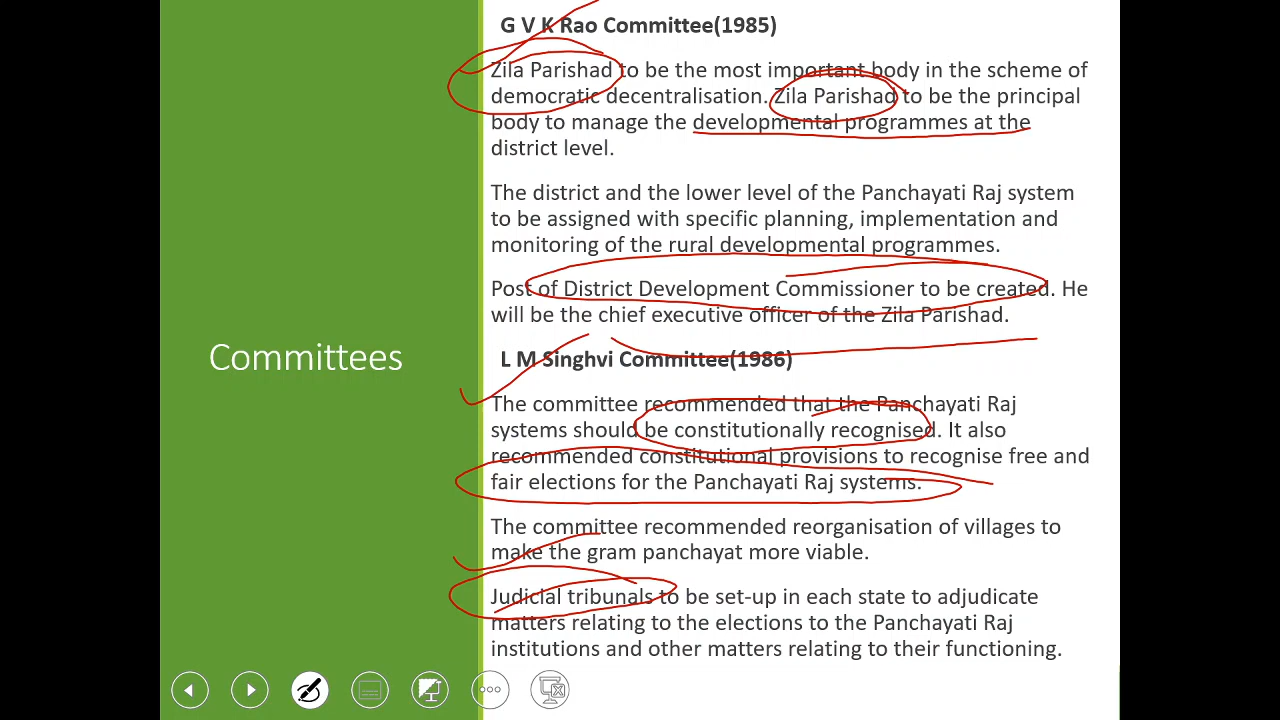 G V K Rao Committee(1985)
Zila Parishad to be the most important body in the scheme of
democratic decentralisation. Zila Parishad to be the principal
body to manage the developmental programmes at the
district level.
The district and the lower level of the Panchayati Raj system
to be assigned with specific planning, implementation and
monitoring of the rural developmental programmes.
Post of District Development Commissioner to be created. He
will be the chief executive officer of the Zila Parishad.
Committees
L M Singhvi Committee(1986)
The committee recommended that the Panchayati Raj
systems should be constitutionally recognised. It also
recommended constitutional provisions to recognise free and
fair elections for the Panchayati Raj systems.
The committee recommended reorganisation of villages to
make the gram panchayat more viable.
Judicial tribunals to be set-up in each state to adjudicate
matters relating to the elections to the Panchayati Raj
institutions and other matters relating to their functioning.